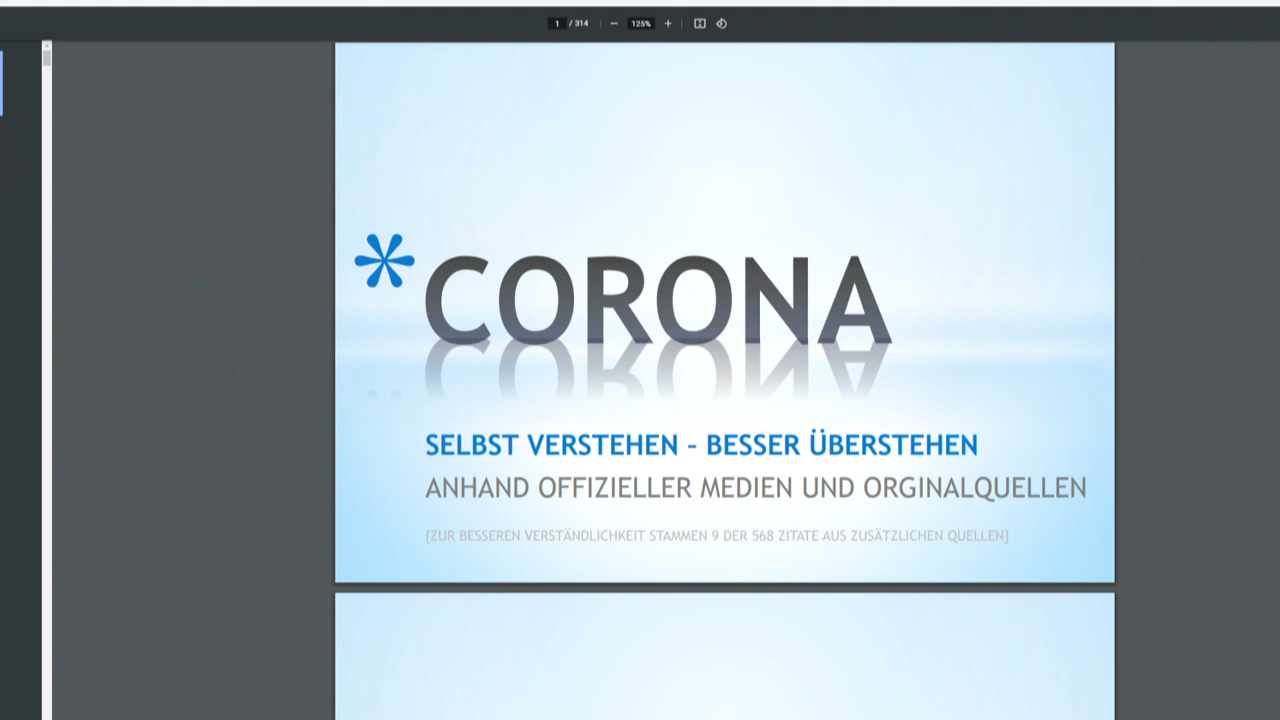 1 / 314 − 125% +
*CORONA
SELBST VERSTEHEN – BESSER ÜBERSTEHEN
ANHAND OFFIZIELLER MEDIEN UND ORGINALQUELLEN
[ZUR BESSEREN VERSTÄNDLICHKEIT STAMMEN 9 DER 568 ZITATE AUS ZUSÄTZLICHEN QUELLEN]